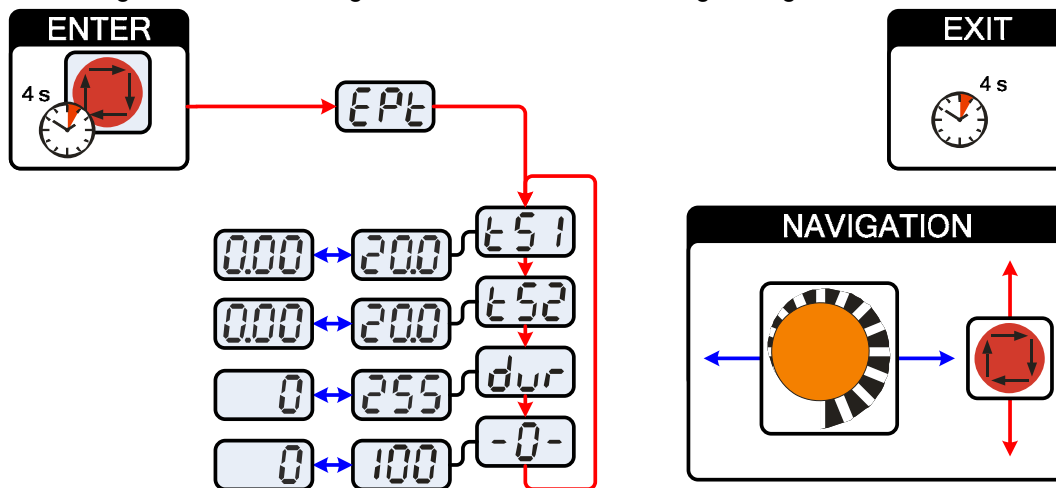 ENTER
EXIT
4 s
4 s
EPt
tS1
0.00 20.0
NAVIGATION
tS2
0.00 20.0
dur
0 255
-0-
0 100